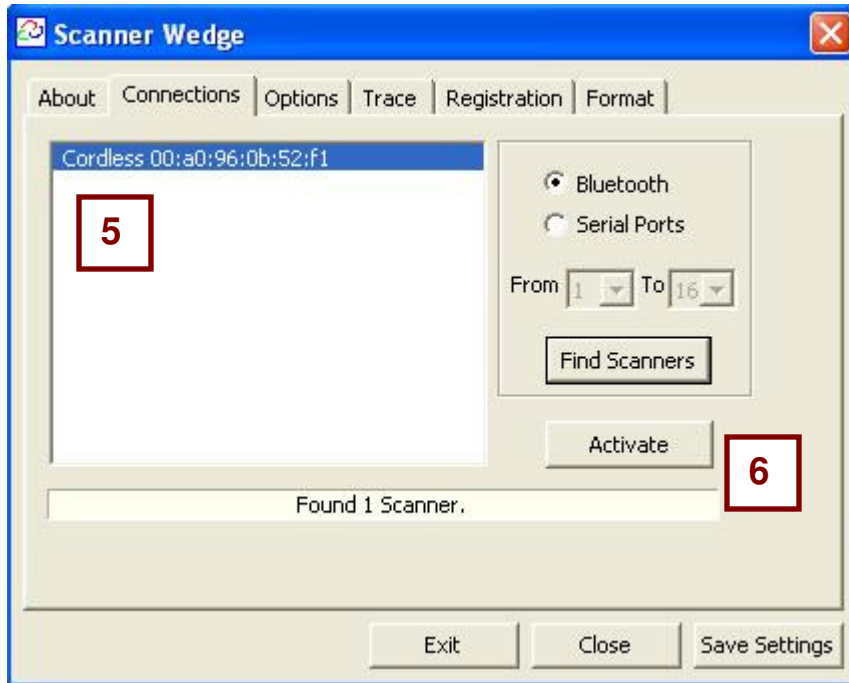 Scanner Wedge
About Connections Options Trace Registration Format
Cordless 00:a0:96:0b:52:f1
5
Bluetooth
Serial Ports
From 1 To 16
Find Scanners
Activate
6
Found 1 Scanner.
Exit Close Save Settings